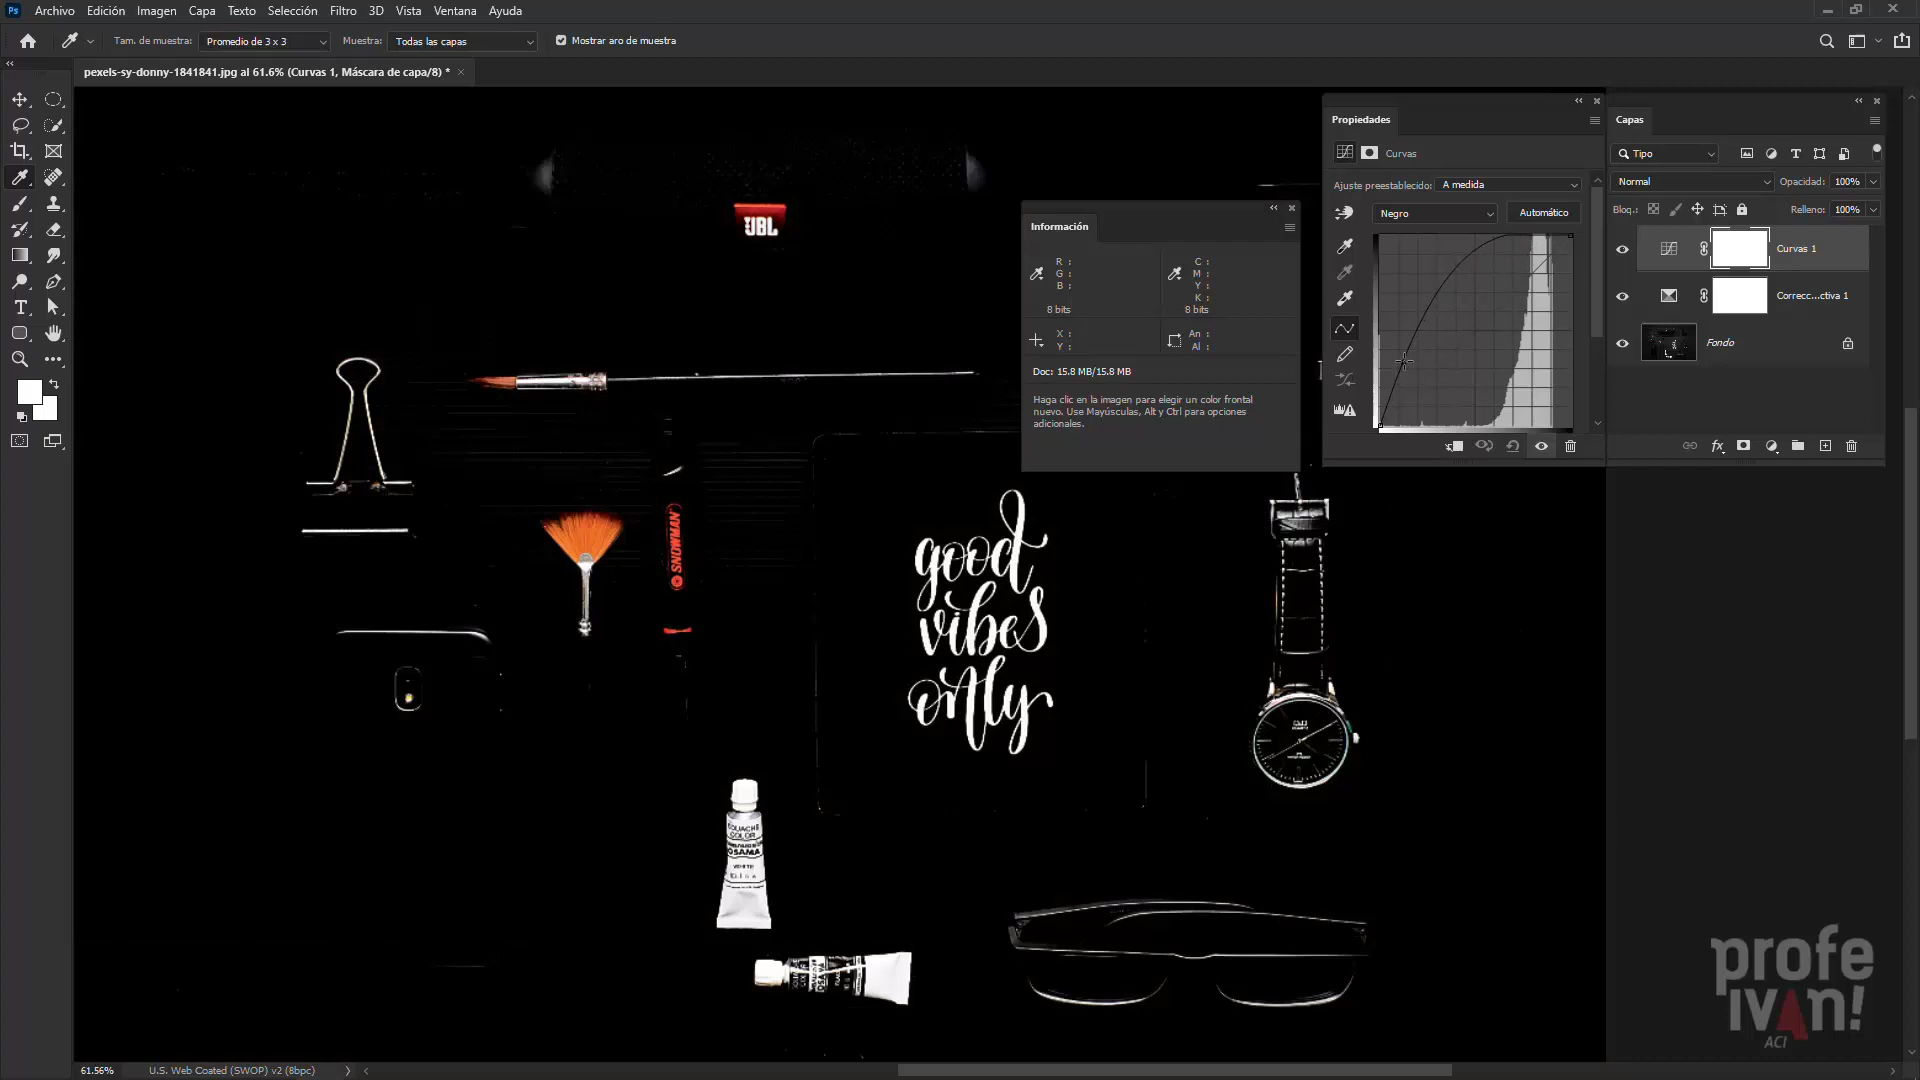 Ps Archivo Edición Imagen Capa Texto Selección Filtro 3D Vista Ventana Ayuda
Tam. de muestra: Promedio de 3 x 3 Muestra: Todas las capas Mostrar aro de muestra
pexels-sy-donny-1841841.jpg al 61.6% (Curvas 1, Máscara de capa/8) *
Propiedades
Curvas
Ajuste preestablecido: A medida
Negro Automático
Capas
Tipo
Normal Opacidad: 100%
Bloq.: Relleno: 100%
Curvas 1
Correcc...ctiva 1
Fondo
Información
R : C :
G : M :
B : Y :
K :
8 bits 8 bits
X : An :
Y : Al :
Doc: 15.8 MB/15.8 MB
Haga clic en la imagen para elegir un color frontal
nuevo. Use Mayúsculas, Alt y Ctrl para opciones
adicionales.
JBL
SNOWMAN
good
vibes
only
COLOR
OSAMA
WHITE
profe
IVAN!
ACI
61.56% U.S. Web Coated (SWOP) v2 (8bpc)